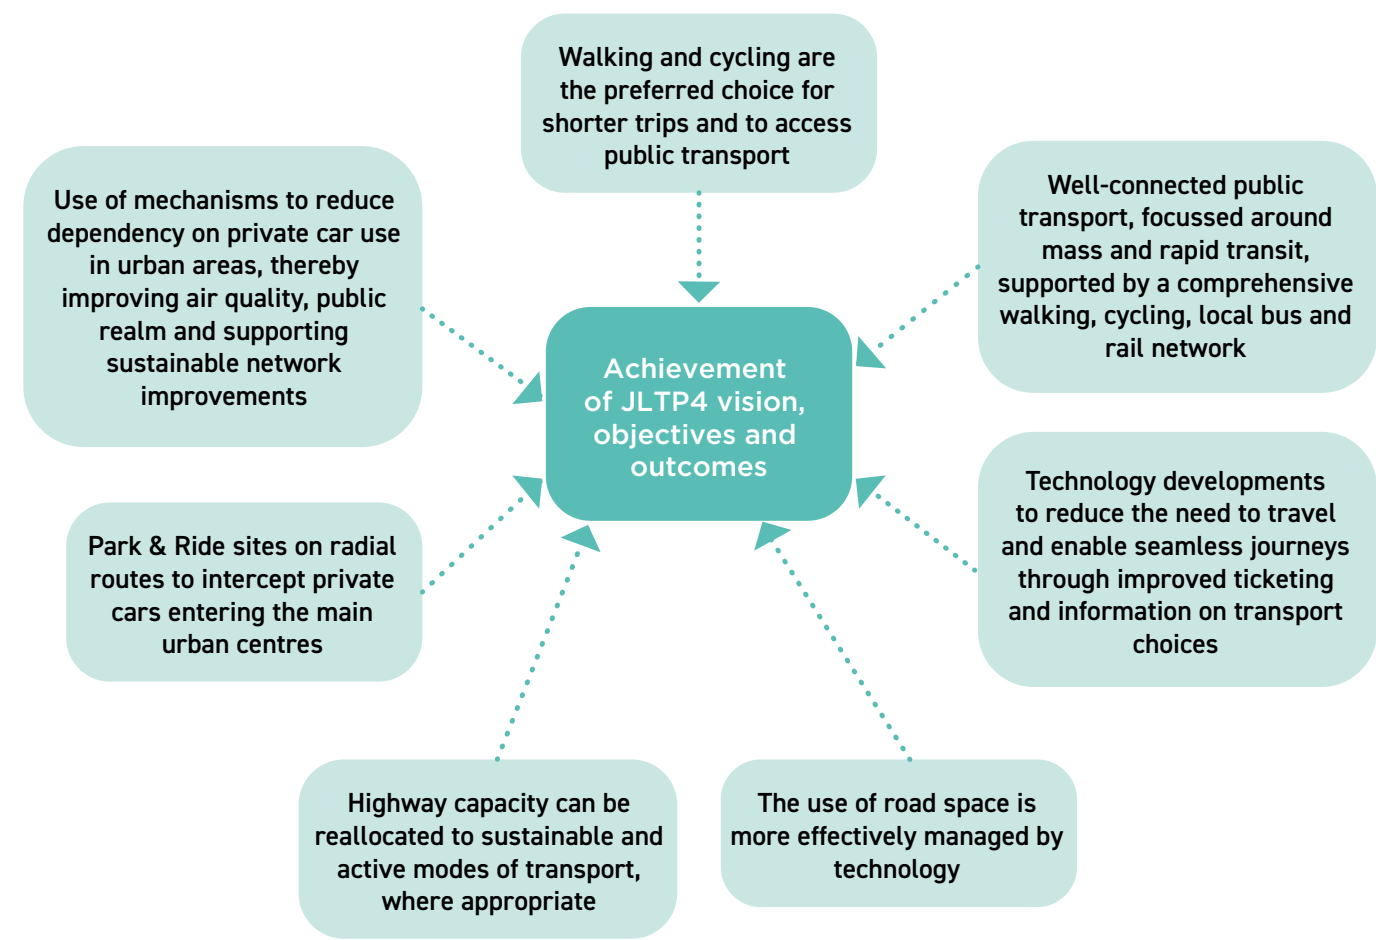 Walking and cycling are
the preferred choice for
shorter trips and to access
public transport
Use of mechanisms to reduce
dependency on private car use
in urban areas, thereby
improving air quality, public
realm and supporting
sustainable network
improvements
Well-connected public
transport, focussed around
mass and rapid transit,
supported by a comprehensive
walking, cycling, local bus and
rail network
Achievement
of JLTP4 vision,
objectives and
outcomes
Park & Ride sites on radial
routes to intercept private
cars entering the main
urban centres
Technology developments
to reduce the need to travel
and enable seamless journeys
through improved ticketing
and information on transport
choices
Highway capacity can be
reallocated to sustainable and
active modes of transport,
where appropriate
The use of road space is
more effectively managed by
technology